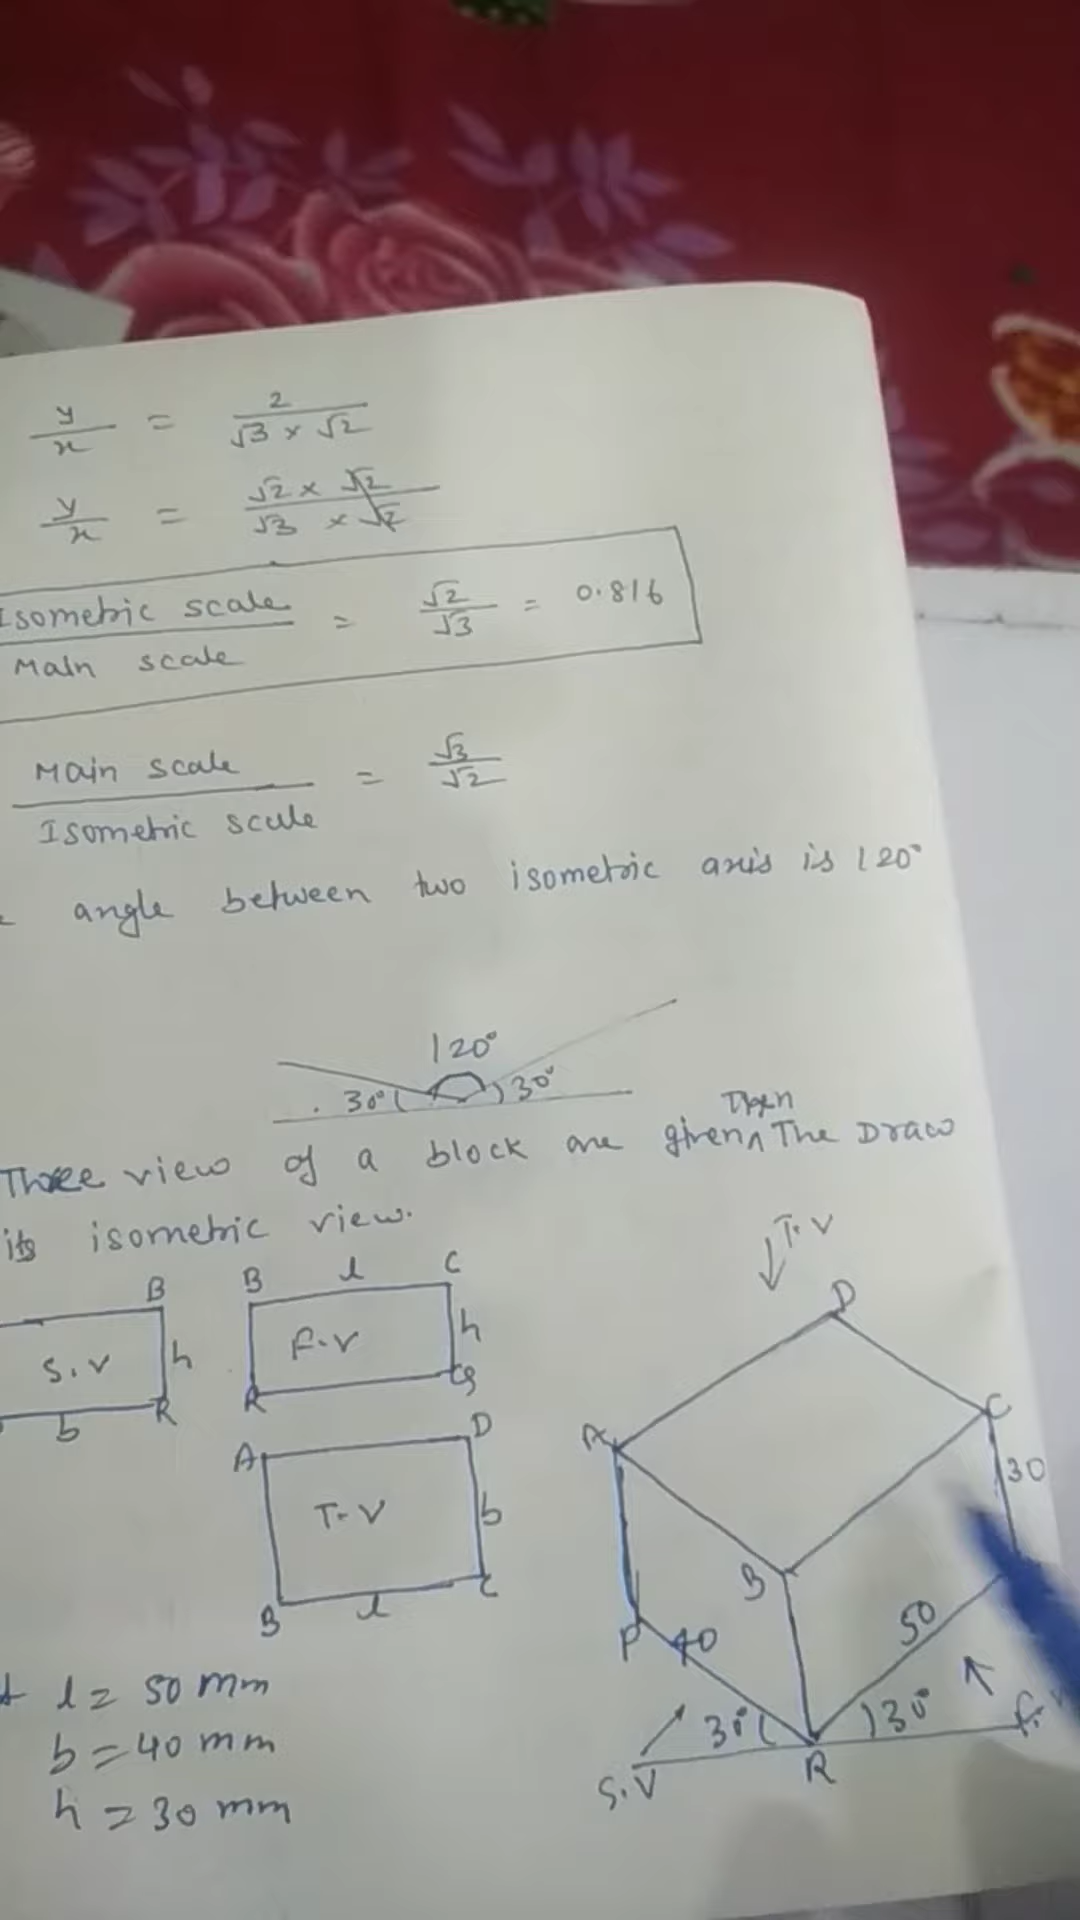 y/x = 2/√3 × √2
y/x = √2 × √2/√3 × √2
Isometric scale/Main scale = √2/√3 = 0.816
Main scale/Isometric scale = √3/√2
angle between two isometric axis is 120°
120°
30° 30°
Then
Three view of a block are given The Draw
its isometric view.
T.V
B B l C
S.V h F.V h
b R R
A D
T.V b
B l C
D
A C
30
B
P 40 50
30° 30°
S.V R F.
l = 50 mm
b = 40 mm
h = 30 mm